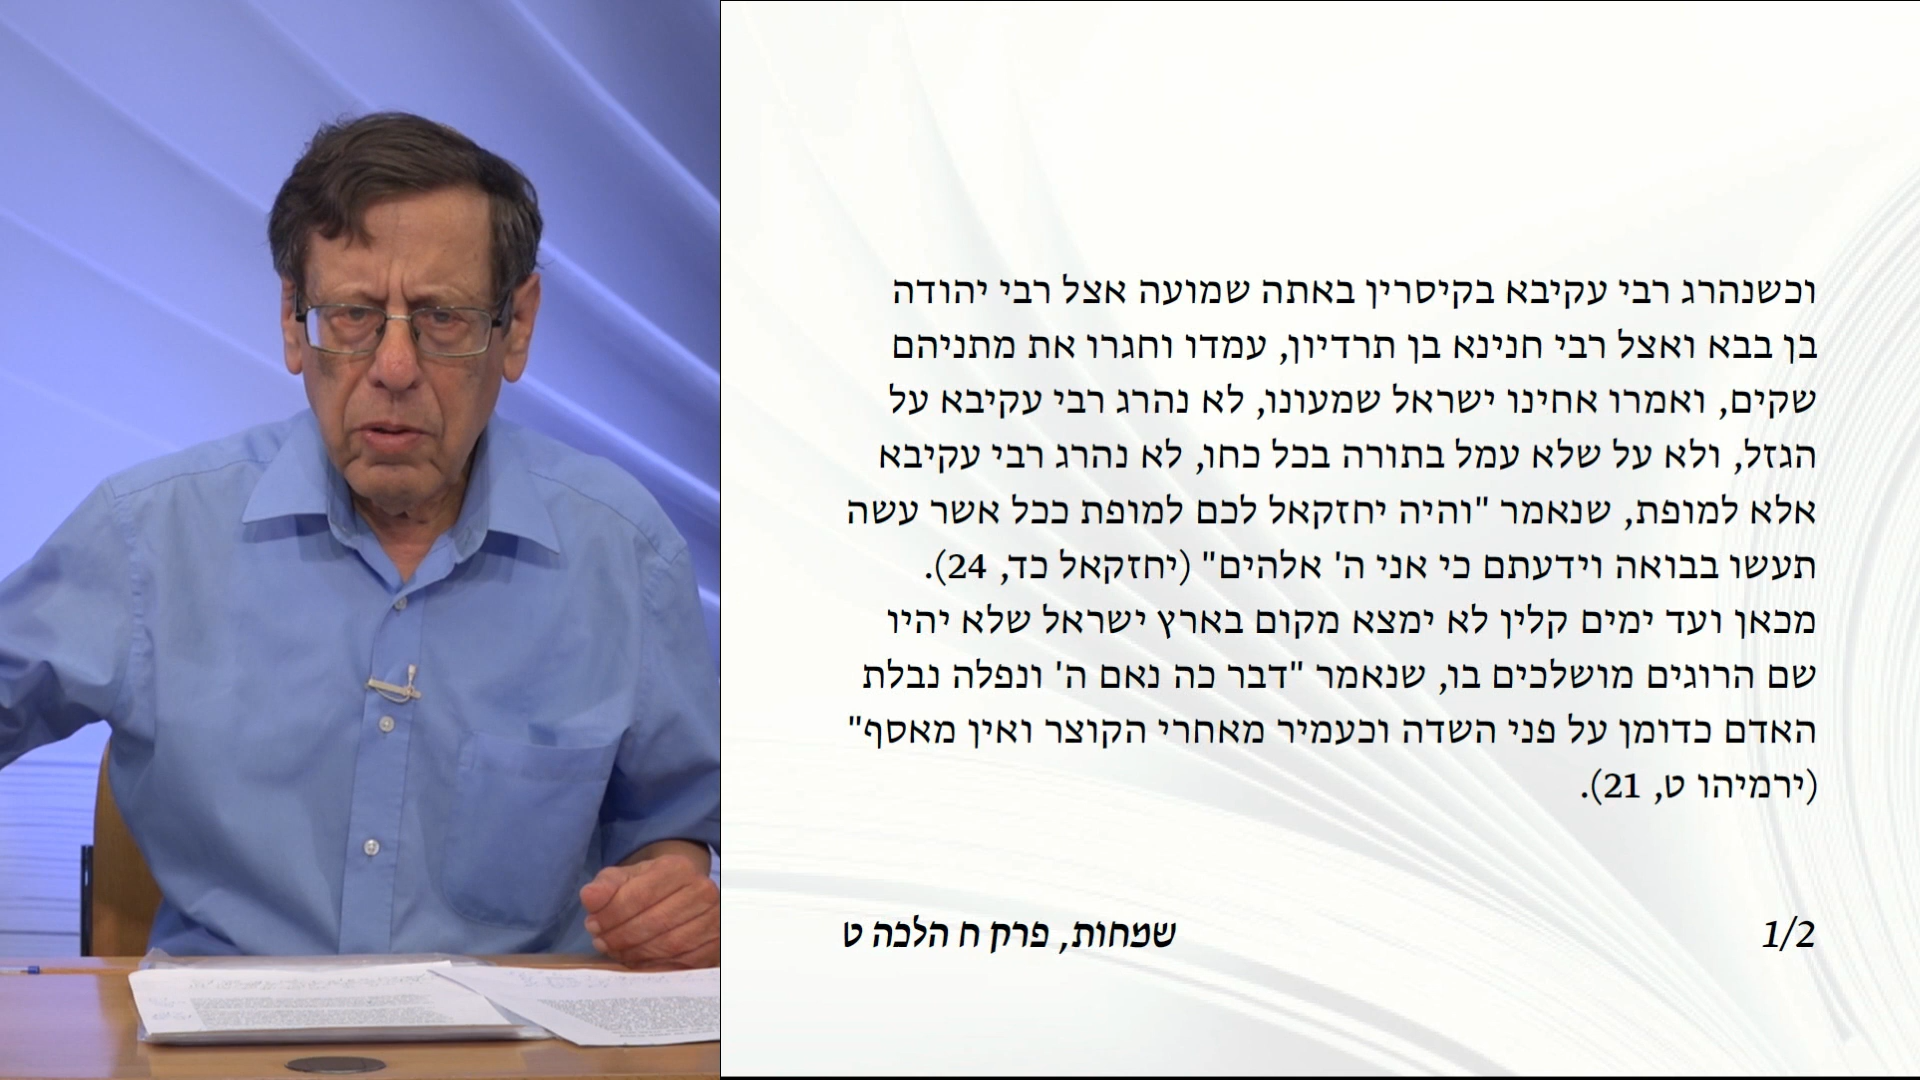 וכשנהרג רבי עקיבא בקיסרין באתה שמועה אצל רבי יהודה
בן בבא ואצל רבי חנינא בן תרדיון, עמדו וחגרו את מתניהם
שקים, ואמרו אחינו ישראל שמעונו, לא נהרג רבי עקיבא על
הגזל, ולא על שלא עמל בתורה בכל כחו, לא נהרג רבי עקיבא
אלא למופת, שנאמר "והיה יחזקאל לכם למופת ככל אשר עשה
תעשו בבואה וידעתם כי אני ה' אלהים" (יחזקאל כד, 24).
מכאן ועד ימים קלין לא ימצא מקום בארץ ישראל שלא יהיו
שם הרוגים מושלכים בו, שנאמר "דבר כה נאם ה' ונפלה נבלת
האדם כדומן על פני השדה וכעמיר מאחרי הקוצר ואין מאסף"
(ירמיהו ט, 21).
1/2
שמחות, פרק ח הלכה ט